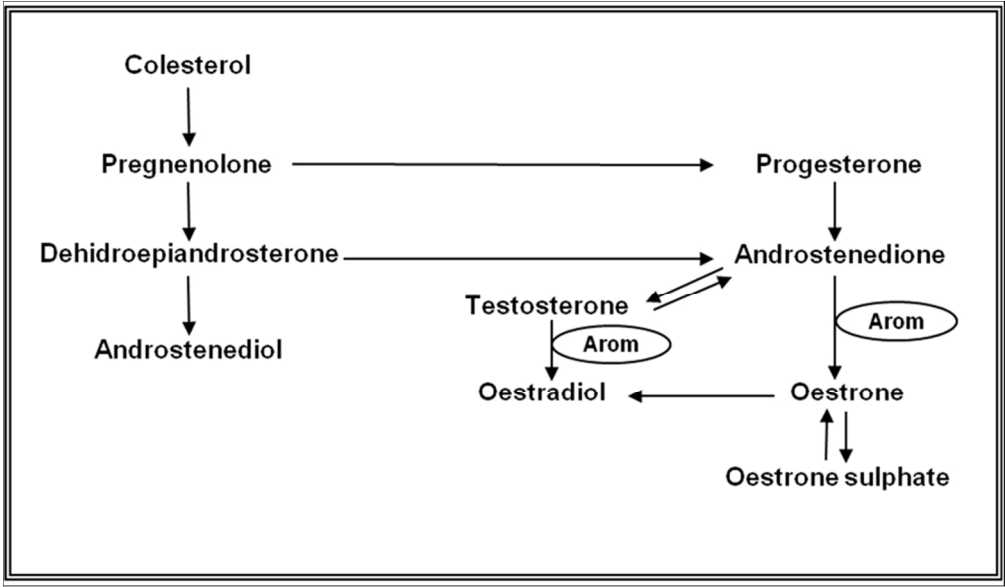 Colesterol
Pregnenolone
Progesterone
Dehidroepiandrosterone
Androstenedione
Testosterone
Arom
Arom
Androstenediol
Oestradiol
Oestrone
Oestrone sulphate